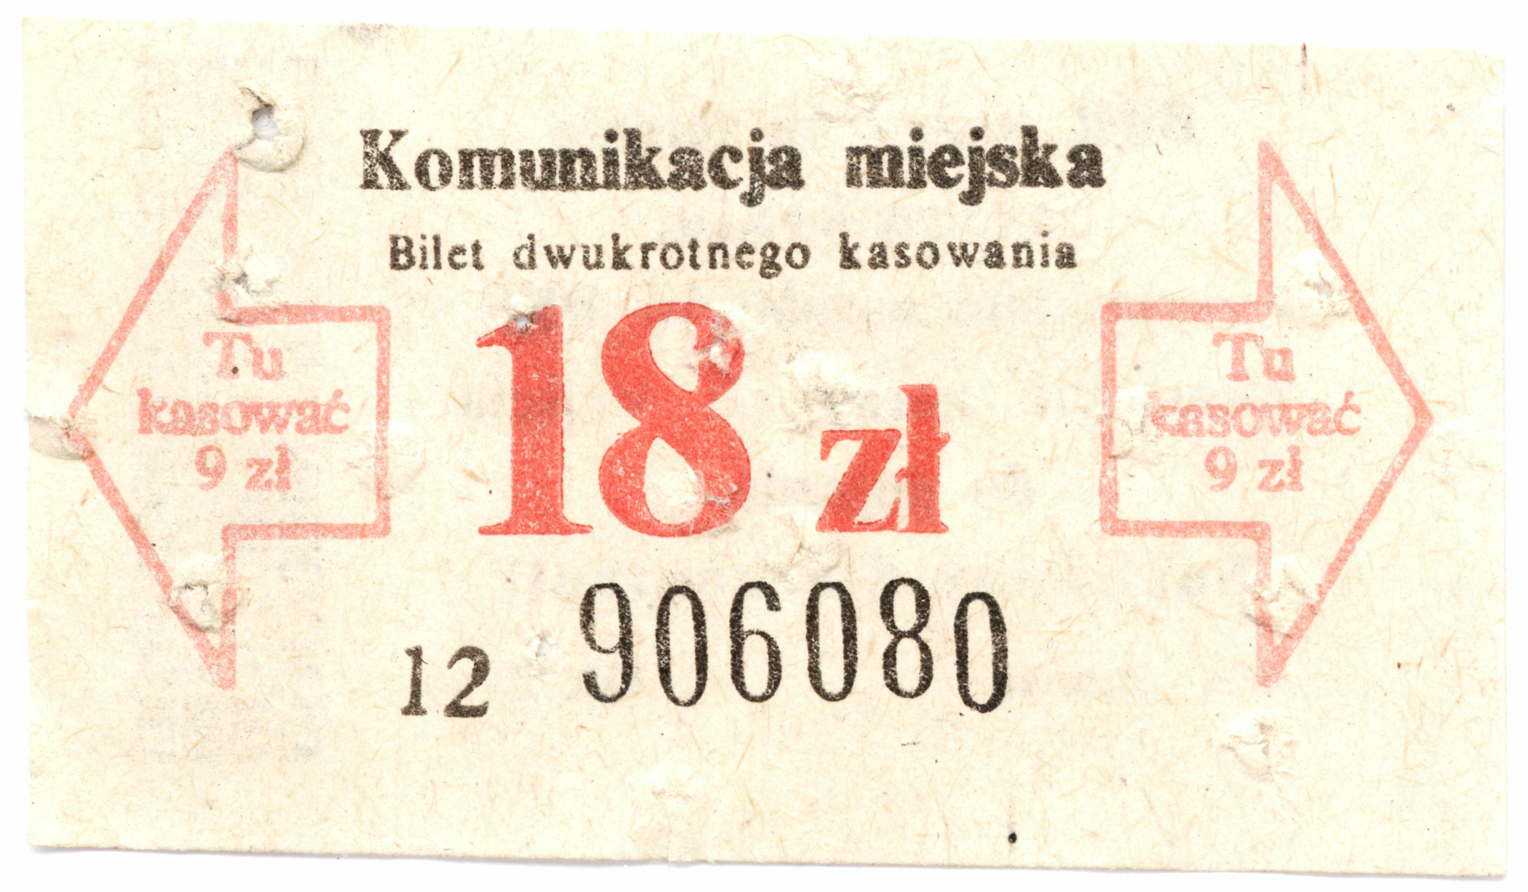 Komunikacja miejska
Bilet dwukrotnego kasowania
18 zł
Tu
kasować
9 zł
Tu
kasować
9 zł
12 906080